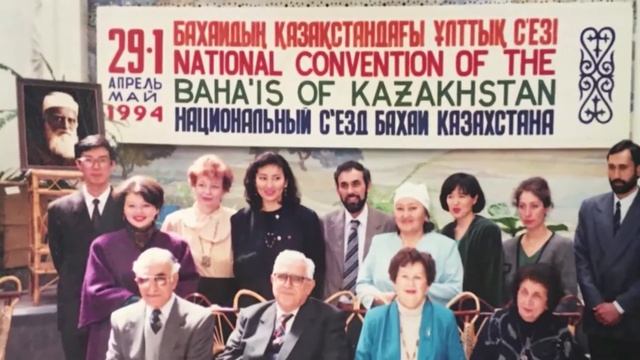 29·1
АПРЕЛЬ
МАЙ
1994
БАХАИДЫҢ ҚАЗАҚСТАНДАҒЫ ҰЛТТЫҚ С'ЕЗІ
NATIONAL CONVENTION OF THE
BAHA'IS OF KAZAKHSTAN
НАЦИОНАЛЬНЫЙ С'ЕЗД БАХАИ КАЗАХСТАНА